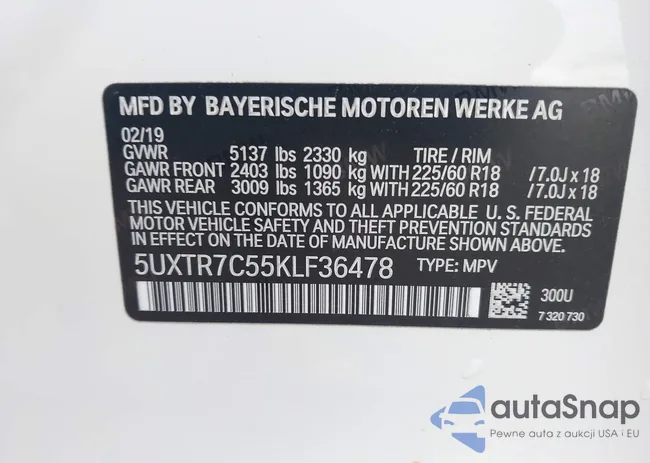 MFD BY BAYERISCHE MOTOREN WERKE AG
02/19
GVWR 5137 lbs 2330 kg TIRE / RIM
GAWR FRONT 2403 lbs 1090 kg WITH 225/60 R18 /7.0J x 18
GAWR REAR 3009 lbs 1365 kg WITH 225/60 R18 /7.0J x 18
THIS VEHICLE CONFORMS TO ALL APPLICABLE U. S. FEDERAL
MOTOR VEHICLE SAFETY AND THEFT PREVENTION STANDARDS
IN EFFECT ON THE DATE OF MANUFACTURE SHOWN ABOVE.
5UXTR7C55KLF36478 TYPE: MPV
300U
7 320 730
autaSnap
Pewne auta z aukcji USA i EU